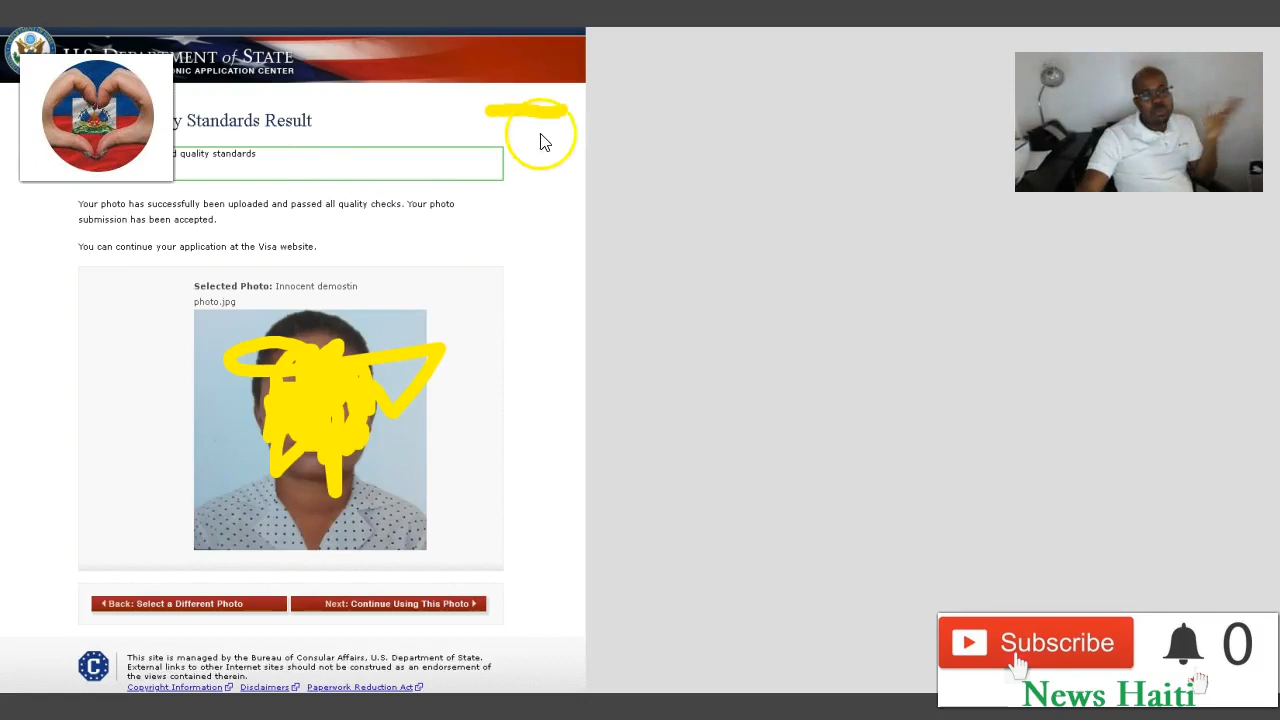 U.S. DEPARTMENT of STATE
ONIC APPLICATION CENTER
y Standards Result
d quality standards
Your photo has successfully been uploaded and passed all quality checks. Your photo
submission has been accepted.
You can continue your application at the Visa website.
Selected Photo: Innocent demostin
photo.jpg
Back: Select a Different Photo
Next: Continue Using This Photo
C
This site is managed by the Bureau of Consular Affairs, U.S. Department of State.
External links to other Internet sites should not be construed as an endorsement of
the views contained therein.
Copyright Information
Disclaimers
Paperwork Reduction Act
Subscribe
0
News Haiti